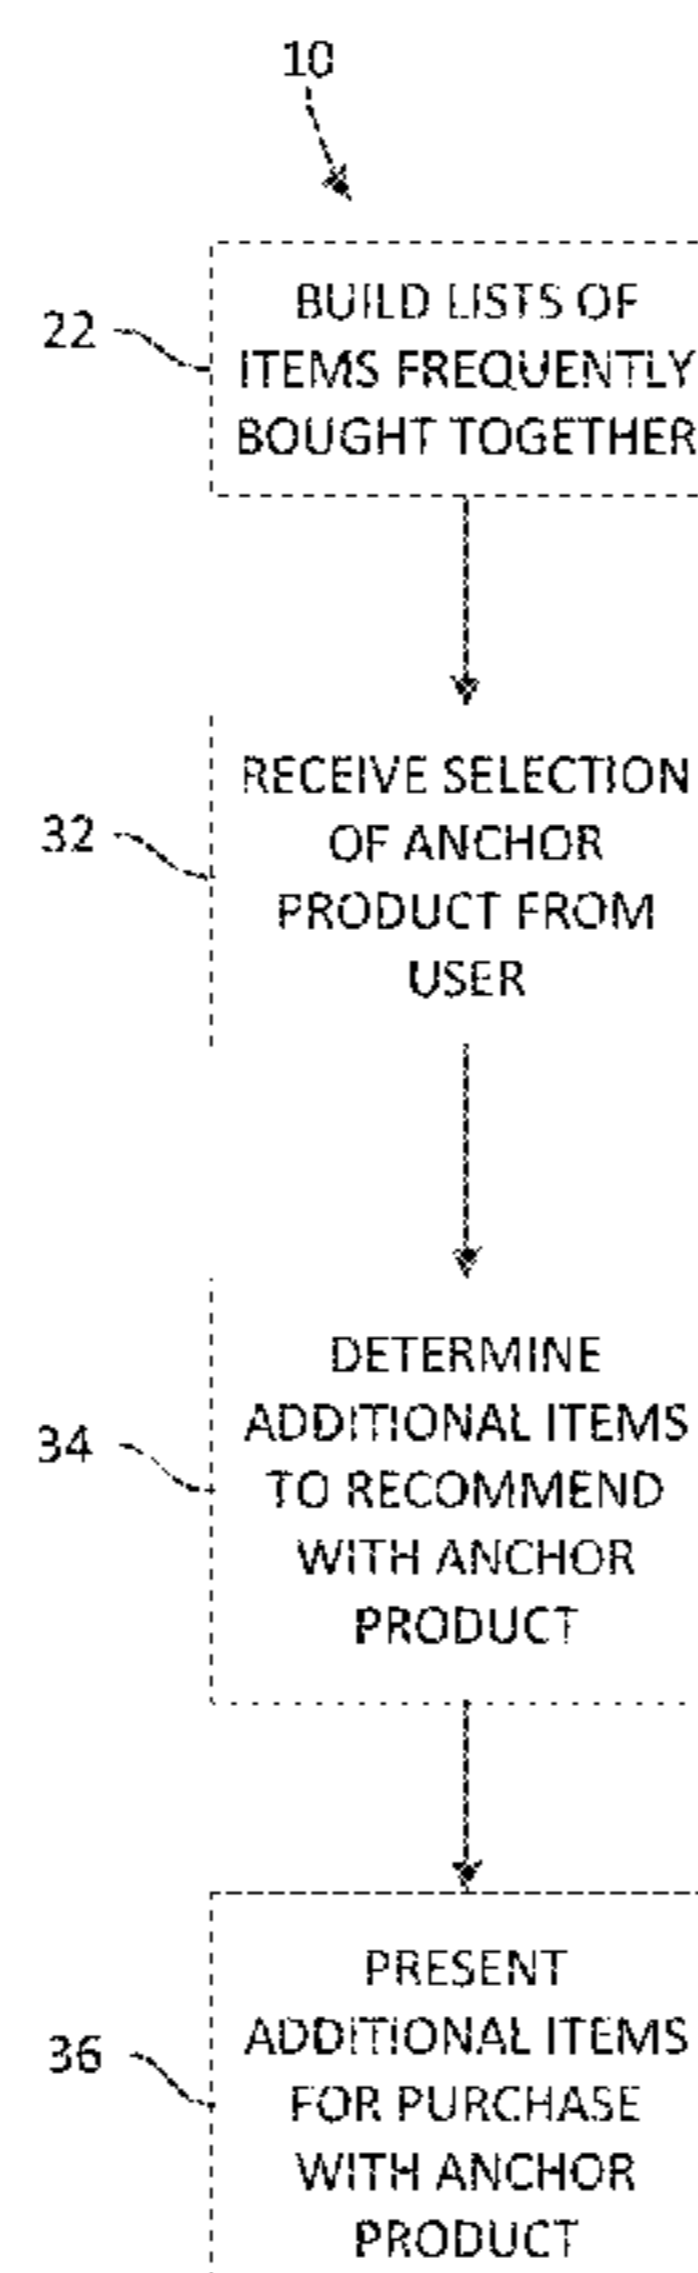 10
22
BUILD LISTS OF
ITEMS FREQUENTLY
BOUGHT TOGETHER
32
RECEIVE SELECTION
OF ANCHOR
PRODUCT FROM
USER
34
DETERMINE
ADDITIONAL ITEMS
TO RECOMMEND
WITH ANCHOR
PRODUCT
36
PRESENT
ADDITIONAL ITEMS
FOR PURCHASE
WITH ANCHOR
PRODUCT